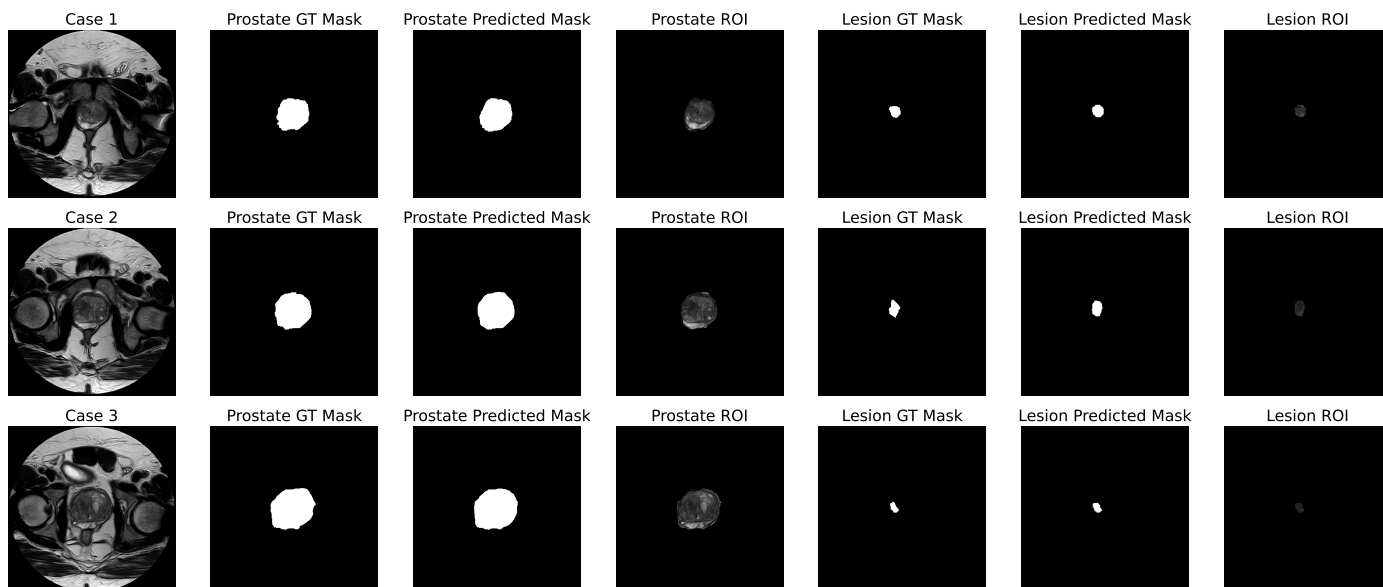 Case 1
Prostate GT Mask
Prostate Predicted Mask
Prostate ROI
Lesion GT Mask
Lesion Predicted Mask
Lesion ROI
Case 2
Prostate GT Mask
Prostate Predicted Mask
Prostate ROI
Lesion GT Mask
Lesion Predicted Mask
Lesion ROI
Case 3
Prostate GT Mask
Prostate Predicted Mask
Prostate ROI
Lesion GT Mask
Lesion Predicted Mask
Lesion ROI